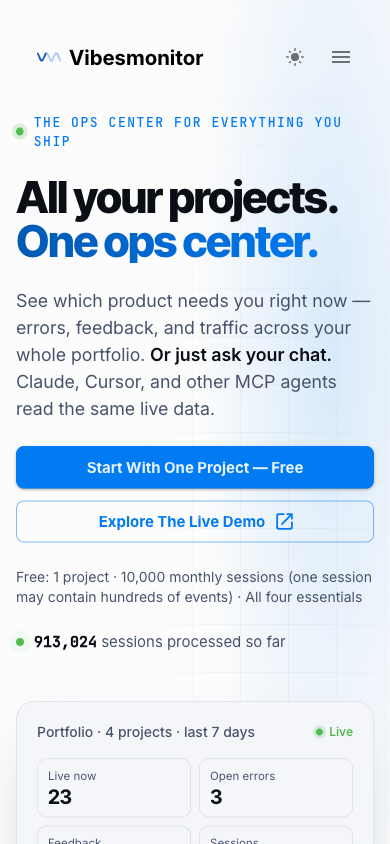 Vibesmonitor
THE OPS CENTER FOR EVERYTHING YOU
SHIP
All your projects.
One ops center.
See which product needs you right now —
errors, feedback, and traffic across your
whole portfolio. Or just ask your chat.
Claude, Cursor, and other MCP agents
read the same live data.
Start With One Project — Free
Explore The Live Demo
Free: 1 project · 10,000 monthly sessions (one session
may contain hundreds of events) · All four essentials
913,024 sessions processed so far
Portfolio · 4 projects · last 7 days
Live
Live now
Open errors
23
3
Feedback
Sessions